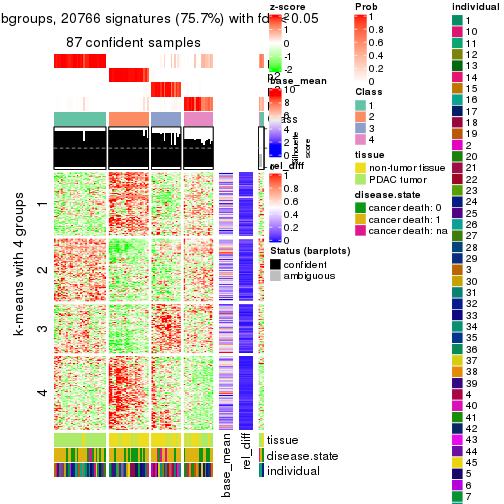 bgroups, 20766 signatures (75.7%) with fd 0.05
87 confident samples
k-means with 4 groups
1
2
3
4
tissue
disease.state
individual
base_mean
rel_diff
z-score
2
1
0
-1
-2
base_mean
10
8
6
4
2
0
Silhouette
score
rel_diff
1
0.8
0.6
0.4
0.2
0
Status (barplots)
confident
ambiguous
Prob
1
0.8
0.6
0.4
0.2
0
Class
1
2
3
4
tissue
non-tumor tissue
PDAC tumor
disease.state
cancer death: 0
cancer death: 1
cancer death: na
individual
1
10
11
12
13
14
15
16
17
18
19
2
20
21
22
23
24
25
26
27
28
29
3
30
31
32
33
34
35
36
37
38
39
4
40
41
42
43
44
45
5
6
7